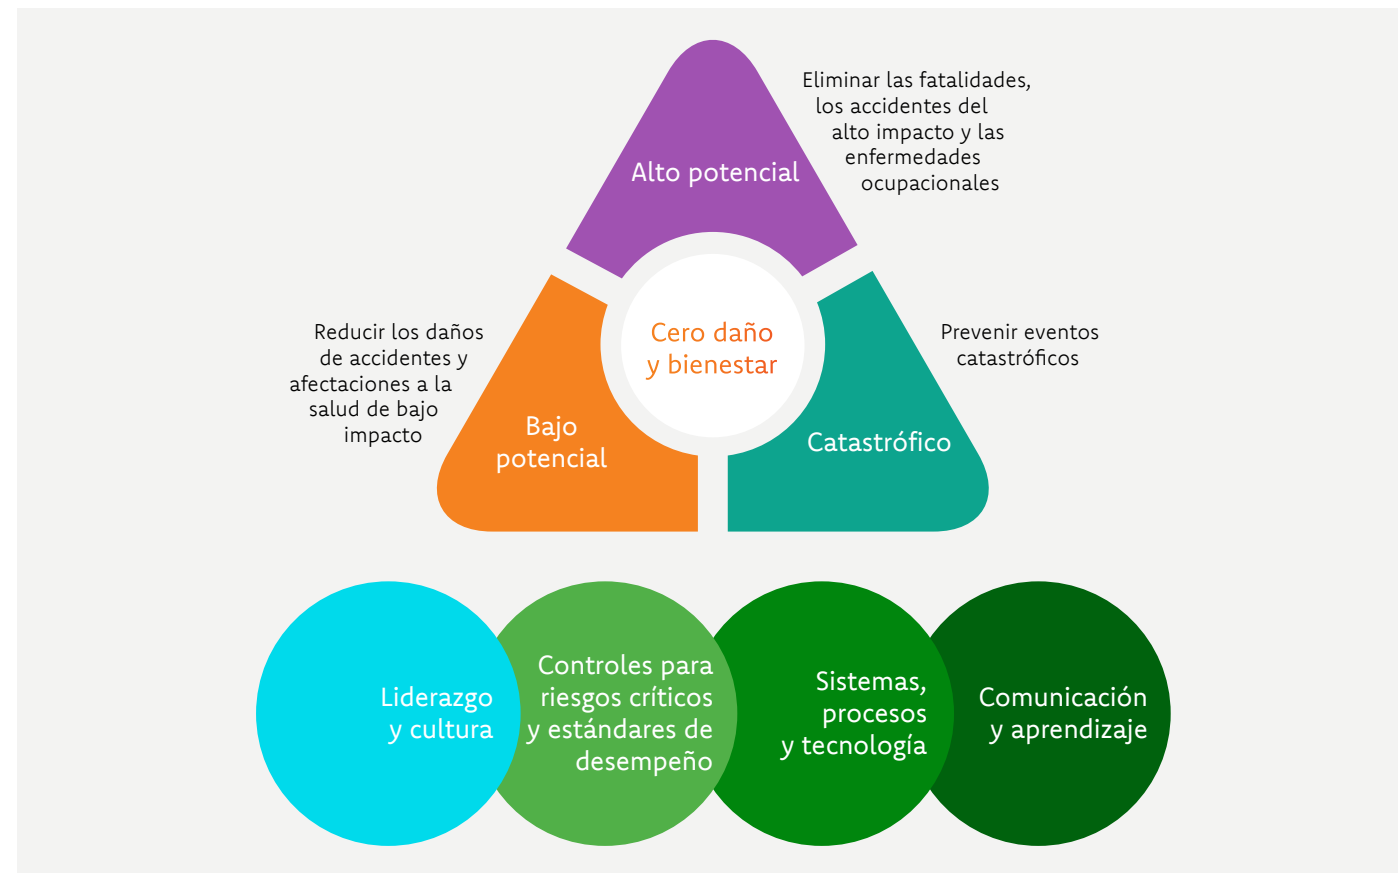 Eliminar las fatalidades,
los accidentes del
alto impacto y las
enfermedades
ocupacionales
Alto potencial
Cero daño
y bienestar
Reducir los daños
de accidentes y
afectaciones a la
salud de bajo
impacto
Prevenir eventos
catastróficos
Bajo
potencial
Catastrófico
Liderazgo
y cultura
Controles para
riesgos críticos
y estándares de
desempeño
Sistemas,
procesos
y tecnología
Comunicación
y aprendizaje